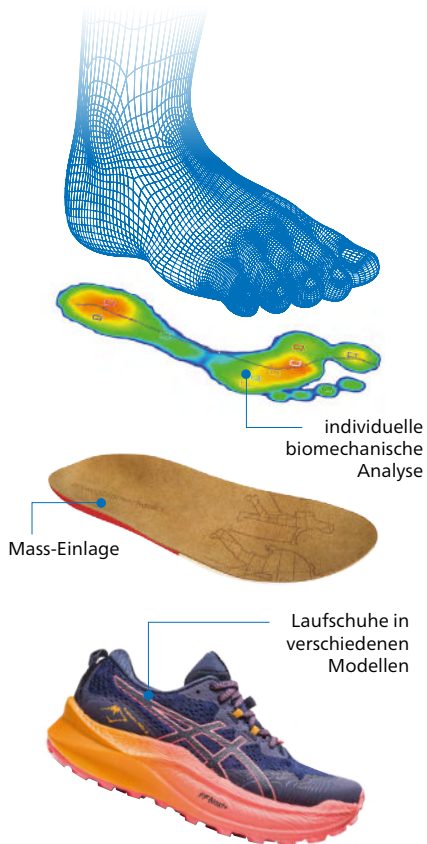 individuelle
biomechanische
Analyse
Mass-Einlage
Laufschuhe in
verschiedenen
Modellen